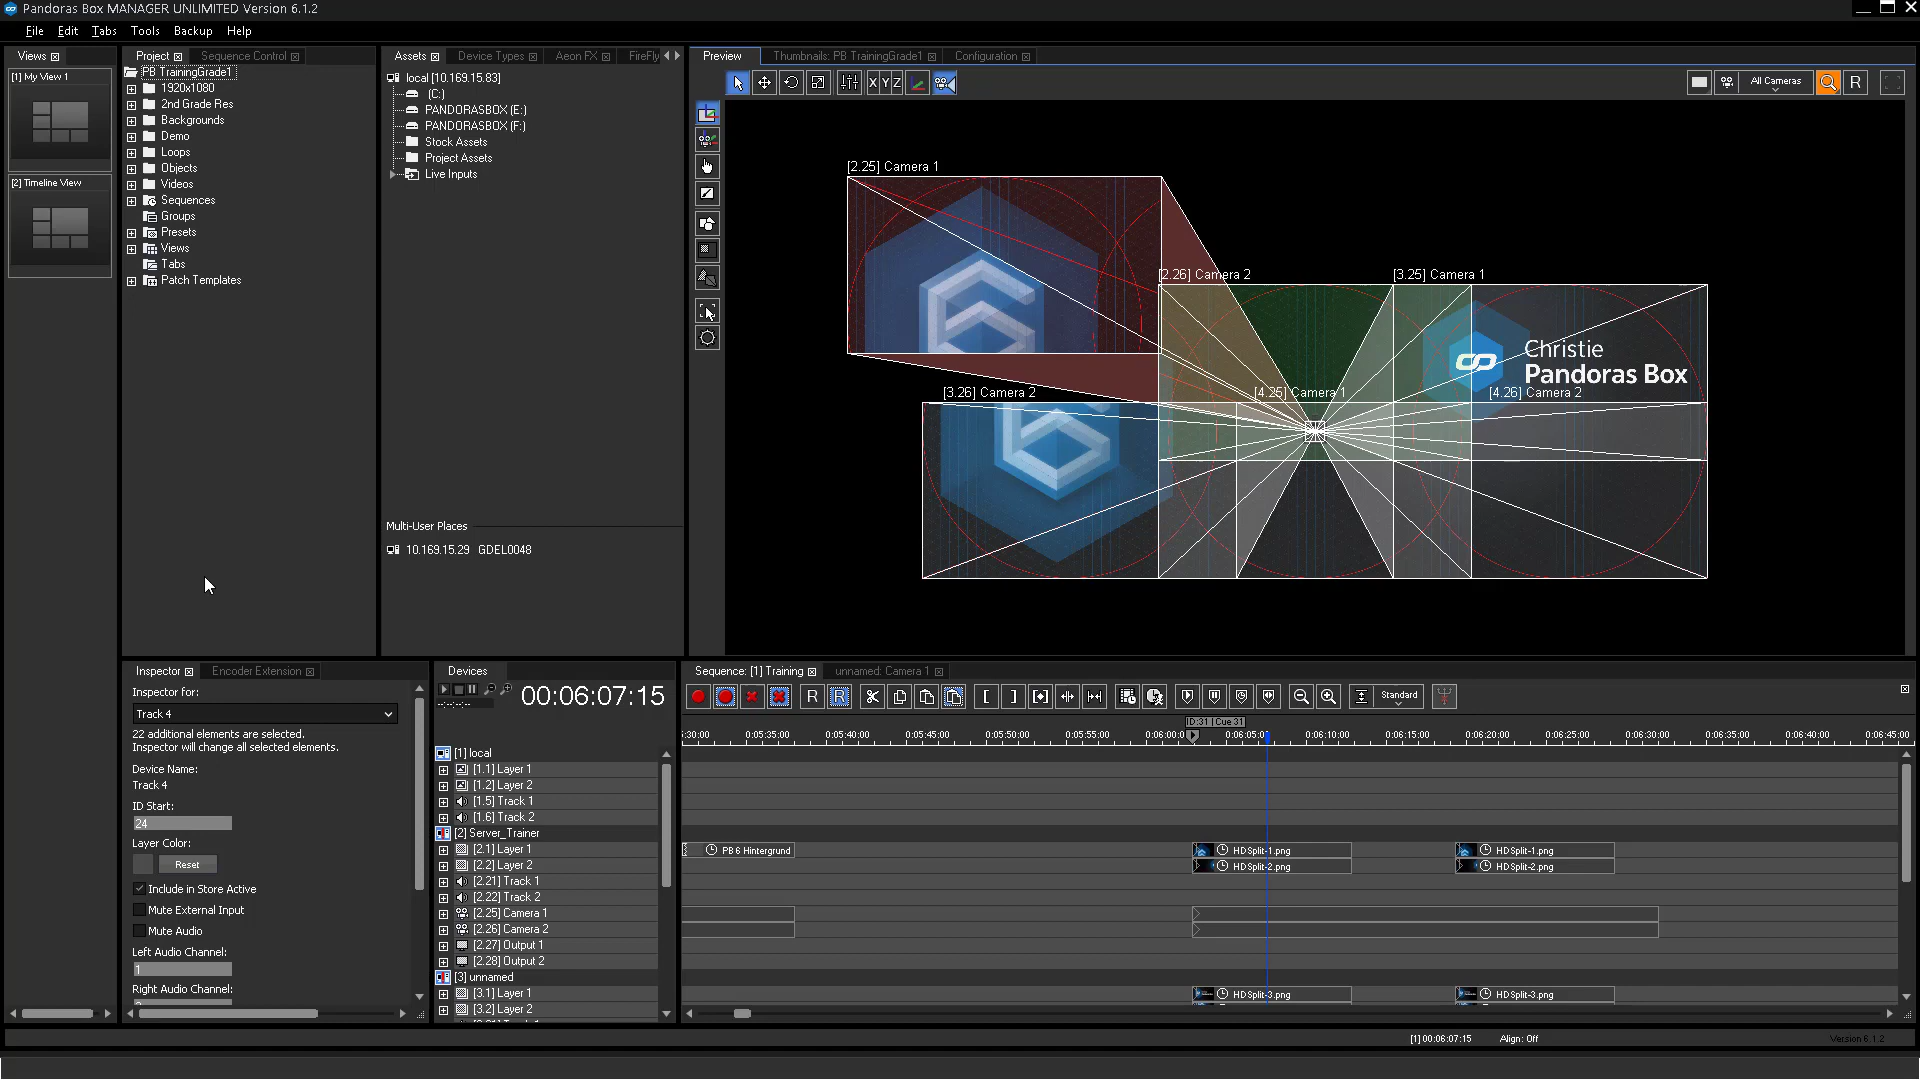 Pandoras Box MANAGER UNLIMITED Version 6.1.2
File Edit Tabs Tools Backup Help
Views
[1] My View 1
[2] Timeline View
Project Sequence Control
PB TrainingGrade1
1920x1080
2nd Grade Res
Backgrounds
Demo
Loops
Objects
Videos
Sequences
Groups
Presets
Views
Tabs
Patch Templates
Assets Device Types Aeon FX FireFly
local [10.169.15.83]
(C:)
PANDORASBOX (E:)
PANDORASBOX (F:)
Stock Assets
Project Assets
Live Inputs
Multi-User Places
10.169.15.29 GDEL0048
Preview Thumbnails: PB TrainingGrade1 Configuration
X Y Z
All Cameras
R
[2.25] Camera 1
[2.26] Camera 2
[3.25] Camera 1
Christie
Pandoras Box
[3.26] Camera 2
[4.25] Camera 1
[4.26] Camera 2
Inspector Encoder Extension
Inspector for:
Track 4
22 additional elements are selected.
Inspector will change all selected elements.
Device Name:
Track 4
ID Start:
24
Layer Color:
Reset
Include in Store Active
Mute External Input
Mute Audio
Left Audio Channel:
1
Right Audio Channel:
Devices
00:06:07:15
--:--:--:--
[1] local
[1.1] Layer 1
[1.2] Layer 2
[1.5] Track 1
[1.6] Track 2
[2] Server_Trainer
[2.1] Layer 1
[2.2] Layer 2
[2.21] Track 1
[2.22] Track 2
[2.25] Camera 1
[2.26] Camera 2
[2.27] Output 1
[2.28] Output 2
[3] unnamed
[3.1] Layer 1
[3.2] Layer 2
Sequence: [1] Training unnamed: Camera 1
R R [ ] Standard
ID:31 | Cue 31
:30:00 0:05:35:00 0:05:40:00 0:05:45:00 0:05:50:00 0:05:55:00 0:06:00:0 0:06:05:0 0:06:10:00 0:06:15:00 0:06:20:00 0:06:25:00 0:06:30:00 0:06:35:00 0:06:40:00 0:06:45:00
PB 6 Hintergrund HDSplit-1.png HDSplit-1.png
HDSplit-2.png HDSplit-2.png
HDSplit-3.png HDSplit-3.png
[1] 00:06:07:15 Align: Off Version 6.1.2